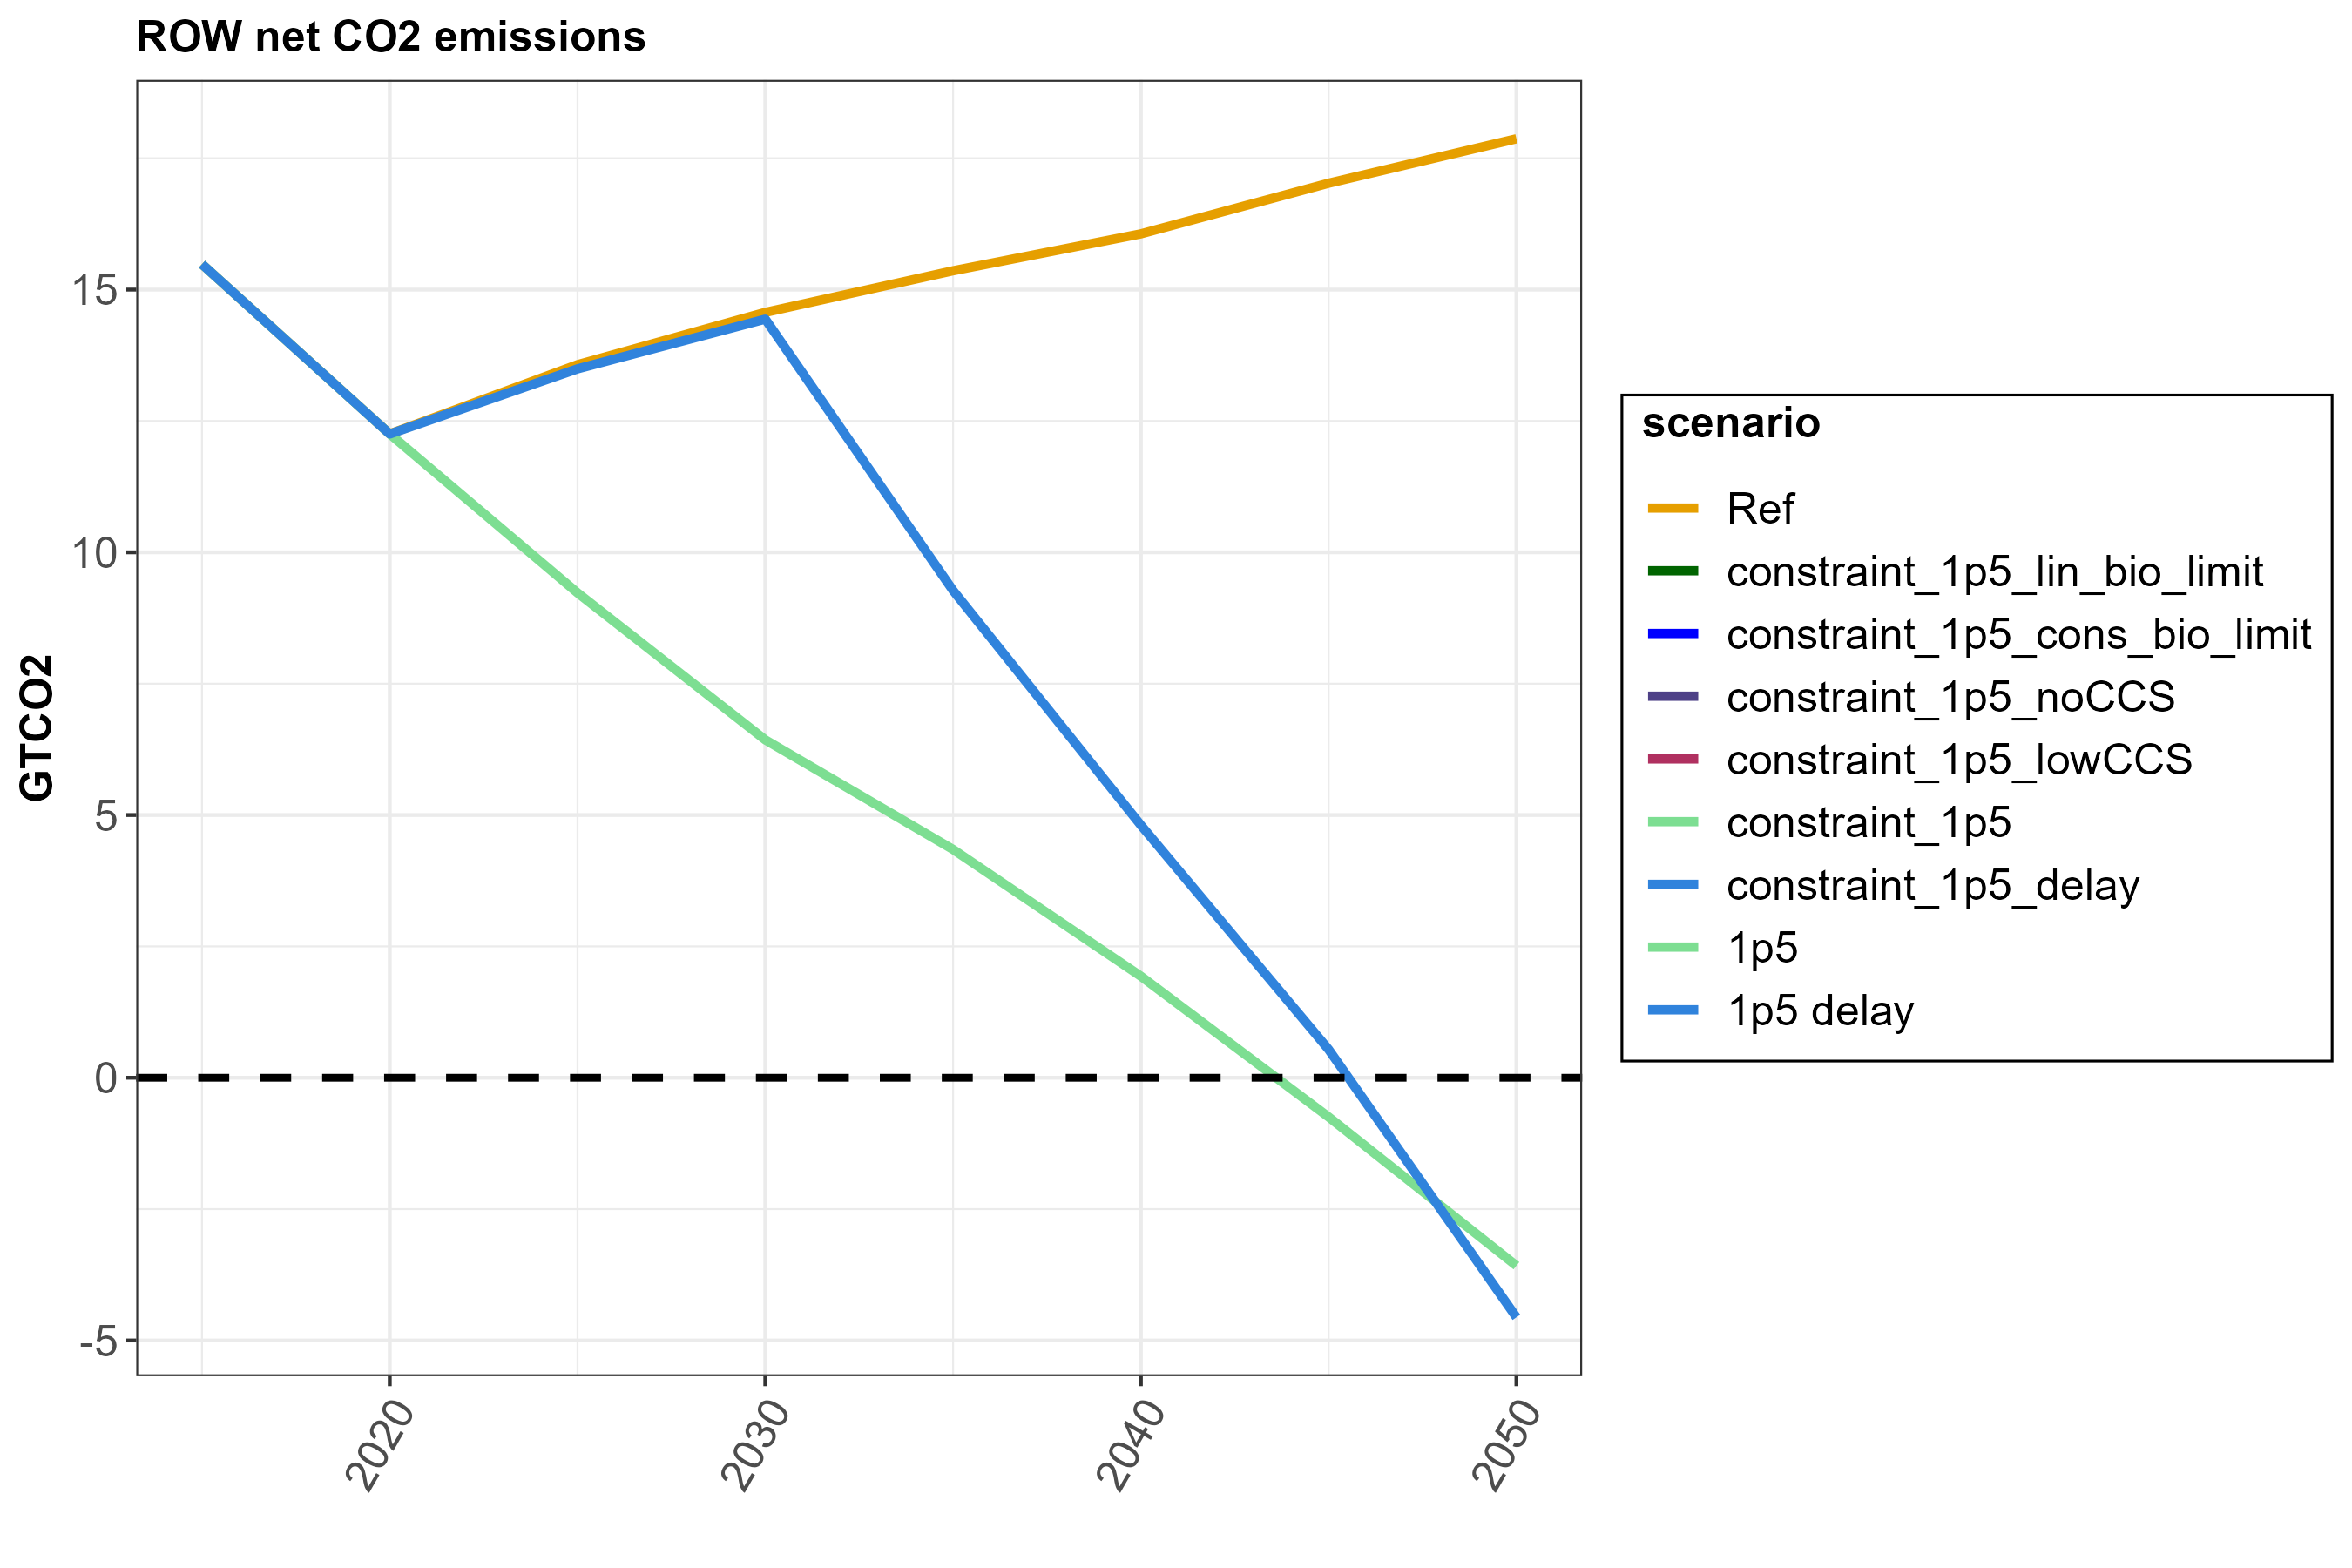 ROW net CO2 emissions
GTCO2
15
10
5
0
-5
2020
2030
2040
2050
scenario
Ref
constraint_1p5_lin_bio_limit
constraint_1p5_cons_bio_limit
constraint_1p5_noCCS
constraint_1p5_lowCCS
constraint_1p5
constraint_1p5_delay
1p5
1p5 delay